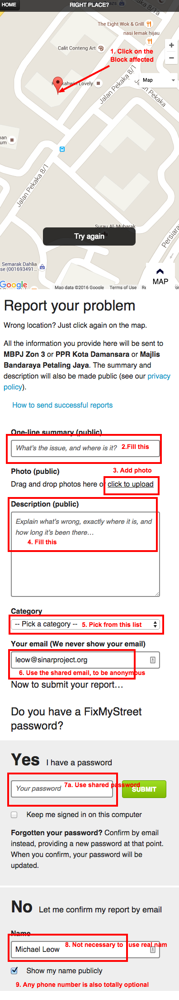 HOME
RIGHT PLACE?
The Eight Wok & Grill
nasi lemak hijau
Calit Conteng Art
1. Click on the
Block affected
+
−
Jalan Pekaka 8/1
Map
Lovely
Jalan Pekaka
Jalan Pekaka 8/1
Surau Al-Mubarak
Try again
Persiaran
Semarak Dahlia
se (001693491...
MAP
Google
Map data ©2016 Google
Terms of Use
Report your problem
Wrong location? Just click again on the map.
All the information you provide here will be sent to
MBPJ Zon 3 or PPR Kota Damansara or Majlis
Bandaraya Petaling Jaya. The summary and
description will also be made public (see our privacy
policy).
How to send successful reports
One-line summary (public)
What's the issue, and where is it?
2.Fill this
Photo (public)
3. Add photo
Drag and drop photos here or click to upload
Description (public)
Explain what's wrong, exactly where it is, and
how long it's been there…
4. Fill this
Category
-- Pick a category --
5. Pick from this list
Your email (We never show your email)
leow@sinarproject.org
6. Use the shared email, to be anonymous
Now to submit your report…
Do you have a FixMyStreet
password?
Yes I have a password
Your password
7a. Use shared password
SUBMIT
Keep me signed in on this computer
Forgotten your password? Confirm by email
instead, providing a new password at that point.
When you confirm, your password will be
updated.
No Let me confirm my report by email
Name
Michael Leow
8. Not necessary to use real nam
Show my name publicly
9. Any phone number is also totally optional